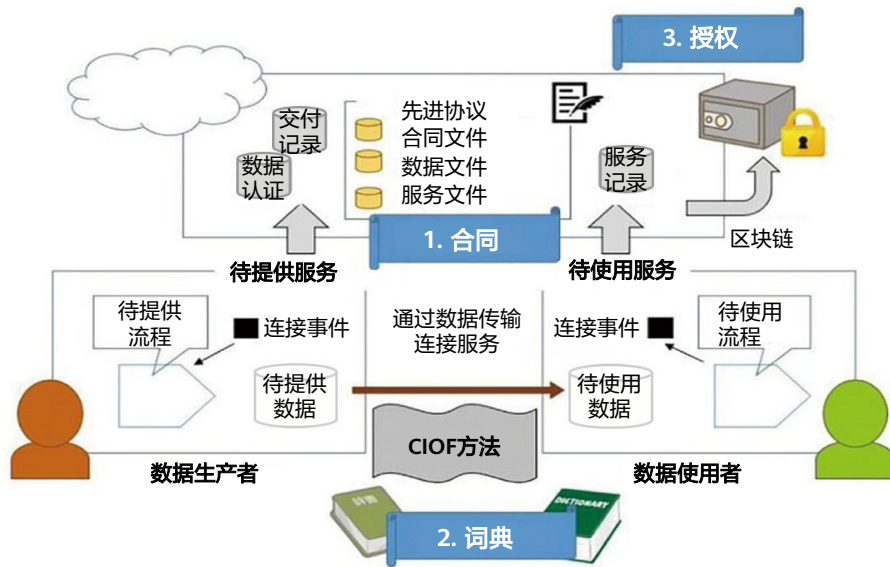 3. 授权
交付
记录
数据
认证
先进协议
合同文件
数据文件
服务文件
服务
记录
区块链
1. 合同
待提供服务
待使用服务
待提供
流程
连接事件
通过数据传输
连接服务
连接事件
待使用
流程
待提供
数据
待使用
数据
CIOF方法
数据生产者
数据使用者
DICTIONARY
2. 词典